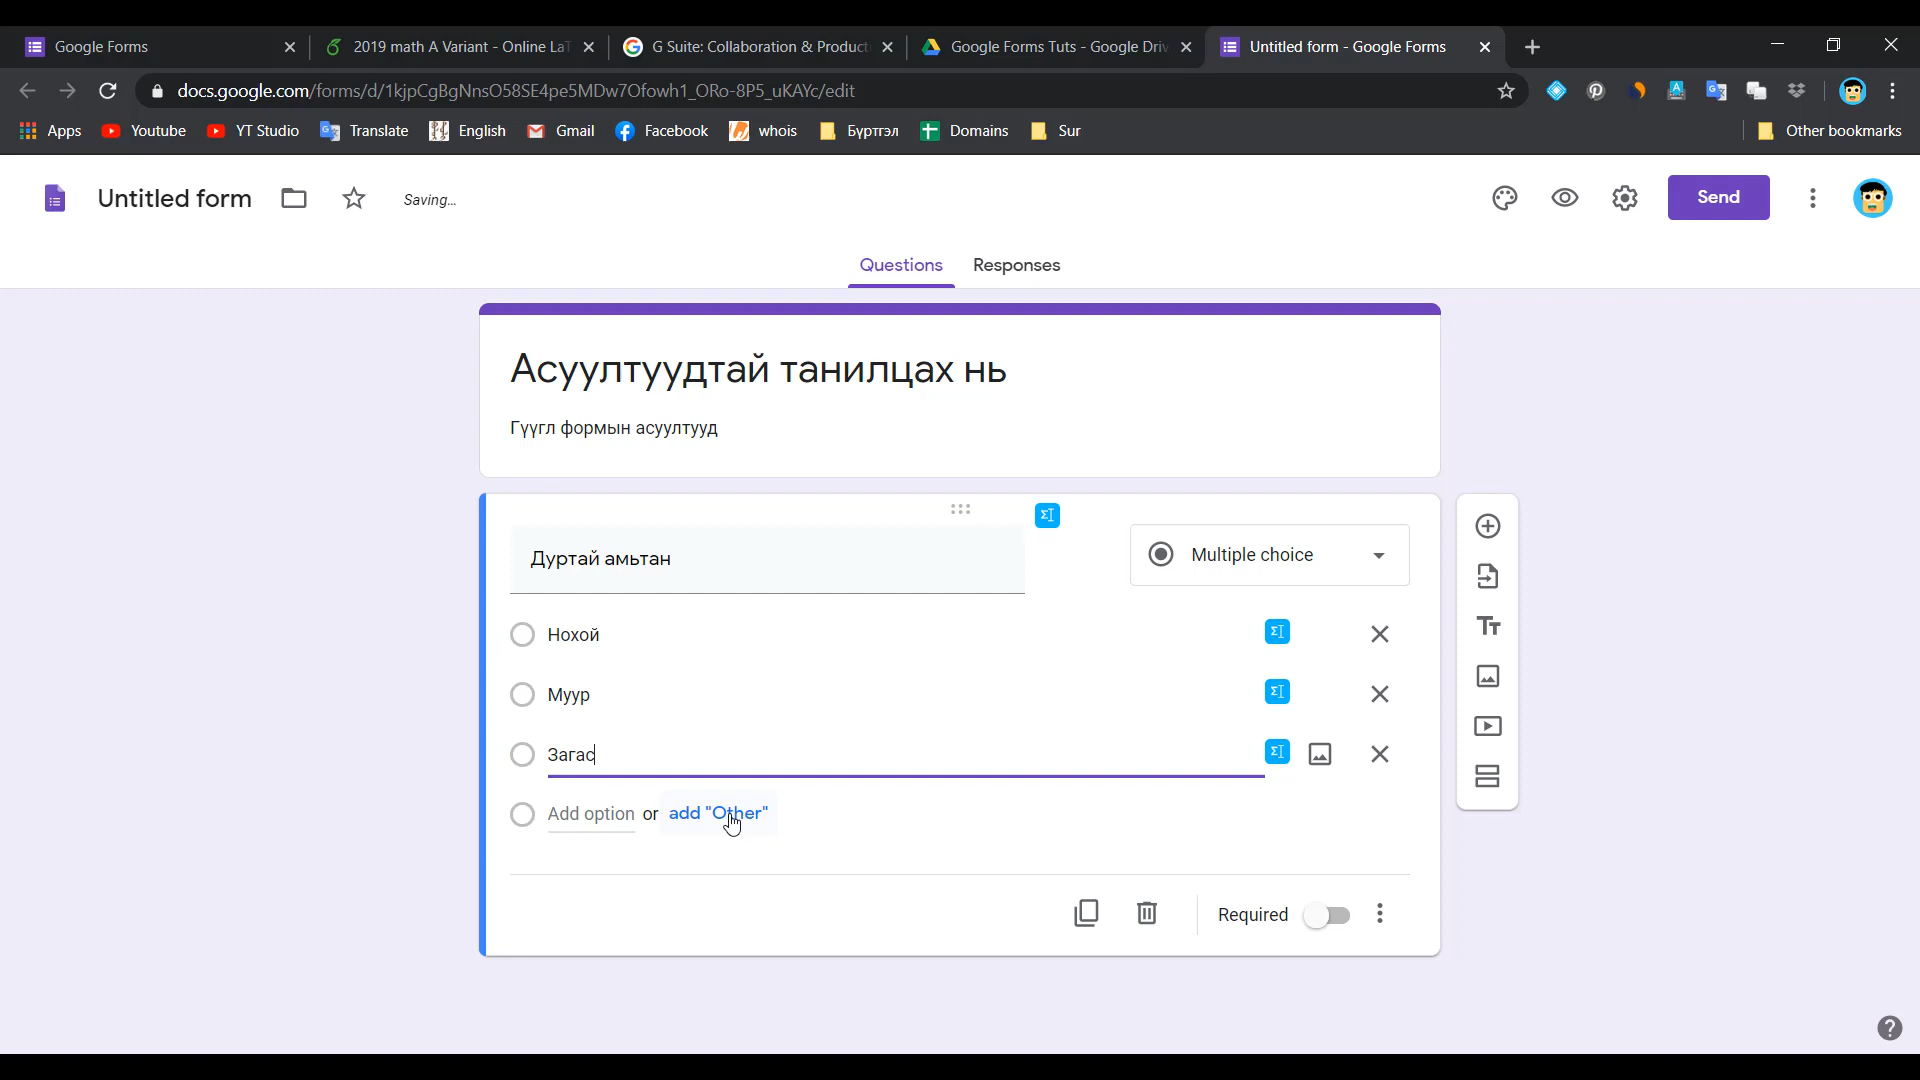 Google Forms
2019 math A Variant - Online LaT
G Suite: Collaboration & Product
Google Forms Tuts - Google Driv
Untitled form - Google Forms
docs.google.com/forms/d/1kjpCgBgNnsO58SE4pe5MDw7Ofowh1_ORo-8P5_uKAYc/edit
Apps
Youtube
YT Studio
Translate
English
Gmail
Facebook
whois
Бүртгэл
Domains
Sur
Other bookmarks
Untitled form
Saving...
Send
Questions
Responses
Асуултуудтай танилцах нь
Гүүгл формын асуултууд
Дуртай амьтан
Multiple choice
Нохой
Муур
Загас
Add option or add "Other"
Required